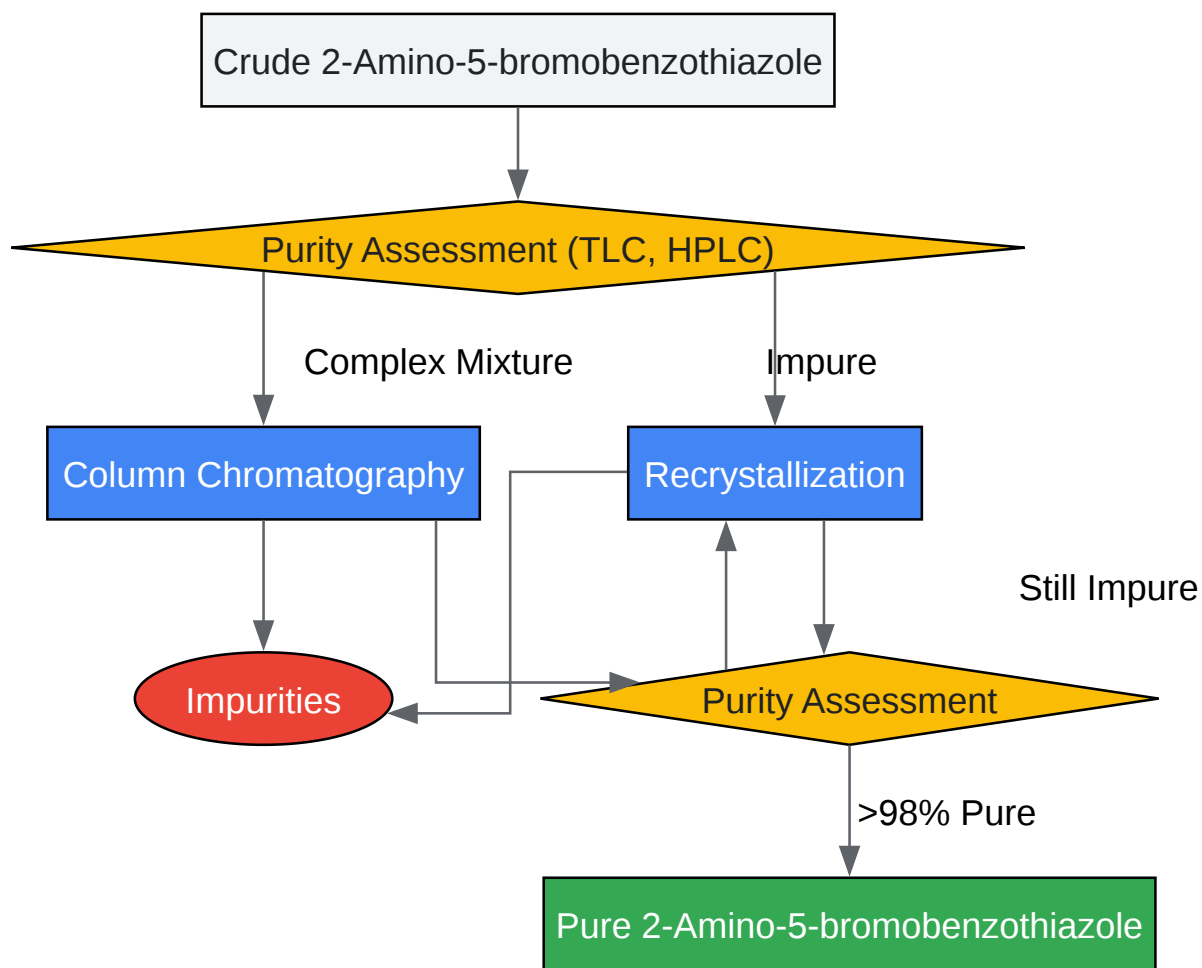 Crude 2-Amino-5-bromobenzothiazole
Purity Assessment (TLC, HPLC)
Complex Mixture
Impure
Column Chromatography
Recrystallization
Still Impure
Impurities
Purity Assessment
>98% Pure
Pure 2-Amino-5-bromobenzothiazole